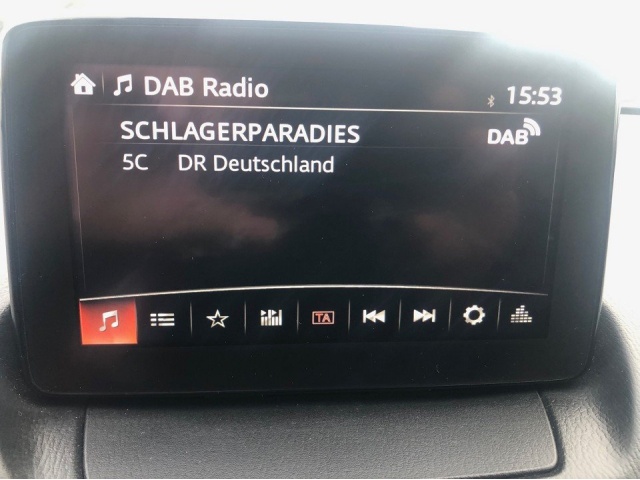 DAB Radio
15:53
SCHLAGERPARADIES
DAB
5C DR Deutschland
TA